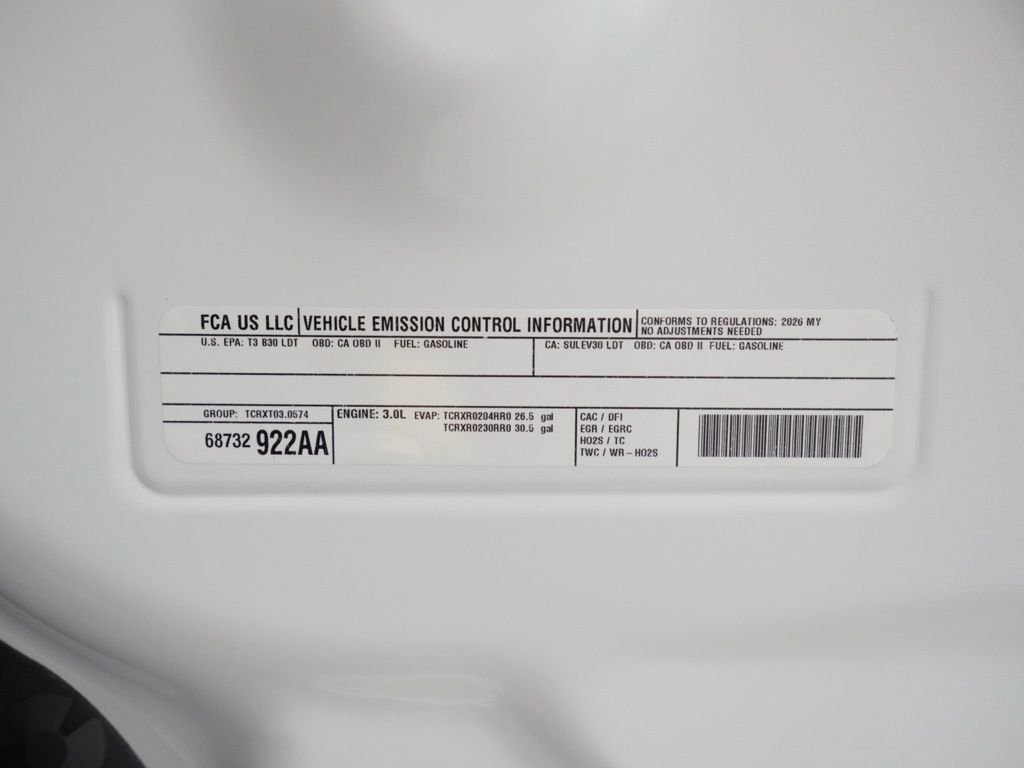 FCA US LLC VEHICLE EMISSION CONTROL INFORMATION CONFORMS TO REGULATIONS: 2026 MY
NO ADJUSTMENTS NEEDED
U.S. EPA: T3 B30 LDT OBD: CA OBD II FUEL: GASOLINE CA: SULEV30 LDT OBD: CA OBD II FUEL: GASOLINE
GROUP: TCRXT03.0574
68732 922AA
ENGINE: 3.0L EVAP: TCRXR0204RR0 26.5 gal
TCRXR0230RR0 30.5 gal
CAC / DFI
EGR / EGRC
HO2S / TC
TWC / WR-HO2S